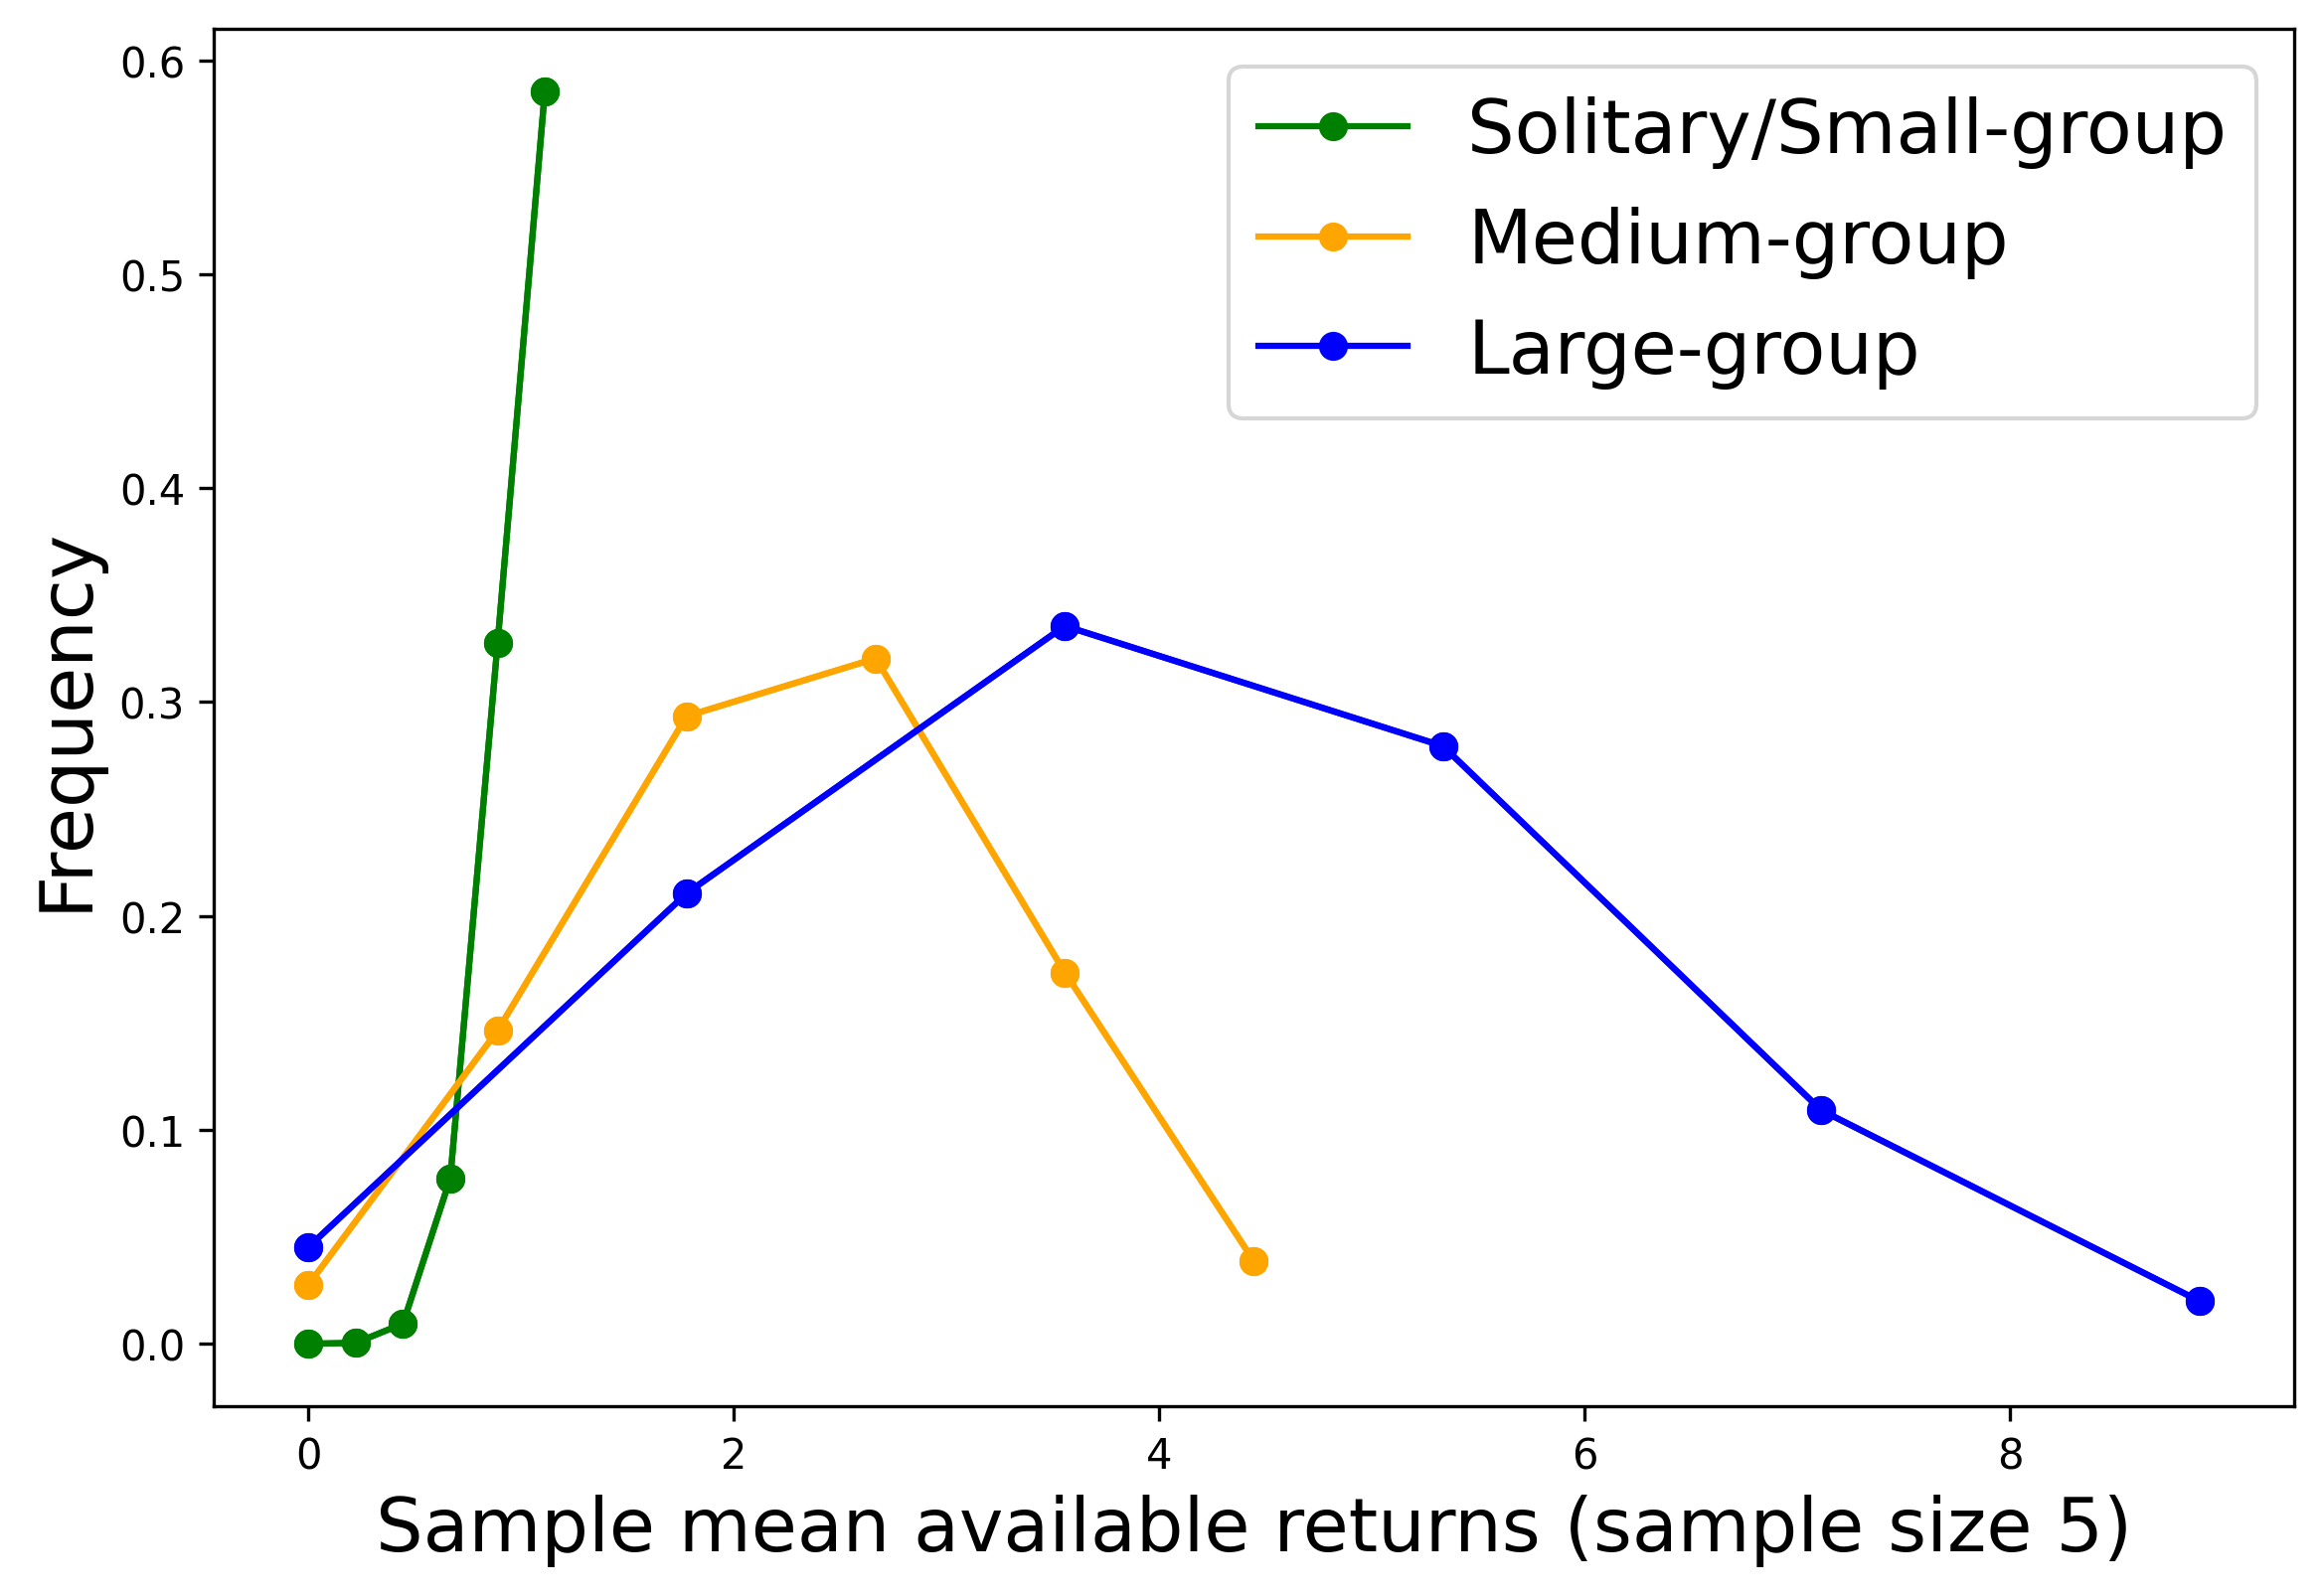 0.6
0.5
0.4
0.3
0.2
0.1
0.0
Frequency
Solitary/Small-group
Medium-group
Large-group
0 2 4 6 8
Sample mean available returns (sample size 5)